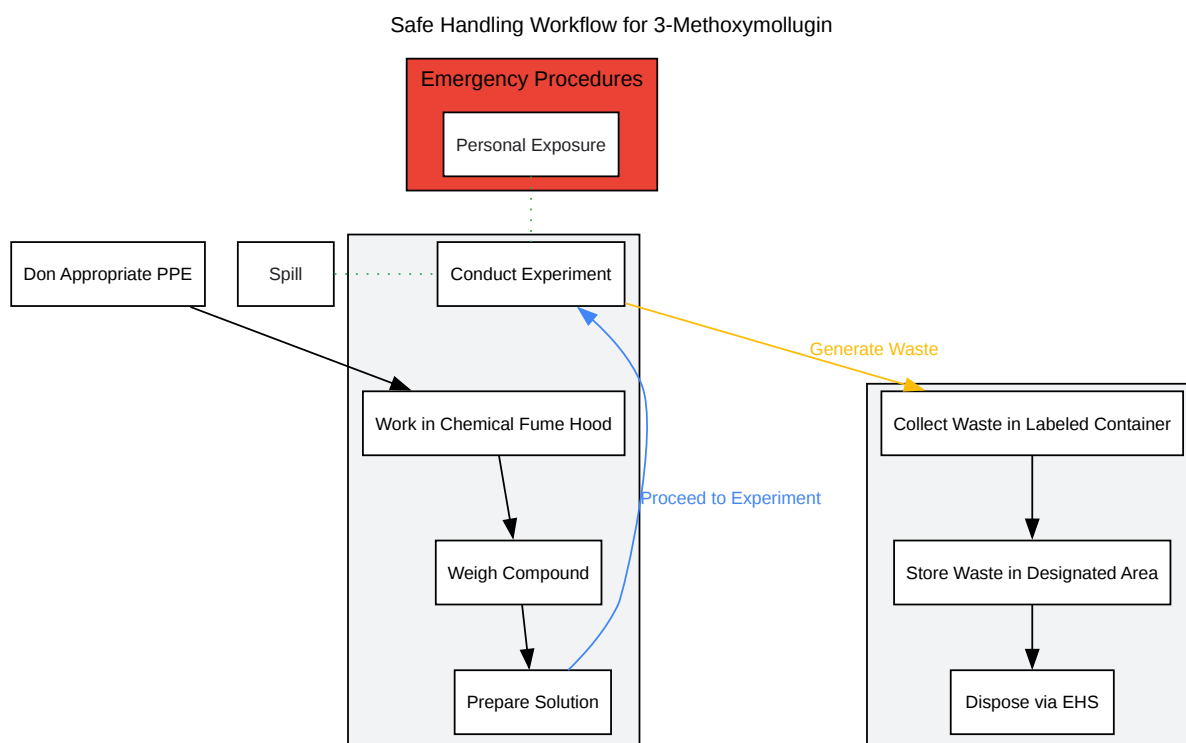 Safe Handling Workflow for 3-Methoxymollugin
Emergency Procedures
Personal Exposure
Don Appropriate PPE
Spill
Conduct Experiment
Generate Waste
Work in Chemical Fume Hood
Collect Waste in Labeled Container
Proceed to Experiment
Weigh Compound
Store Waste in Designated Area
Prepare Solution
Dispose via EHS